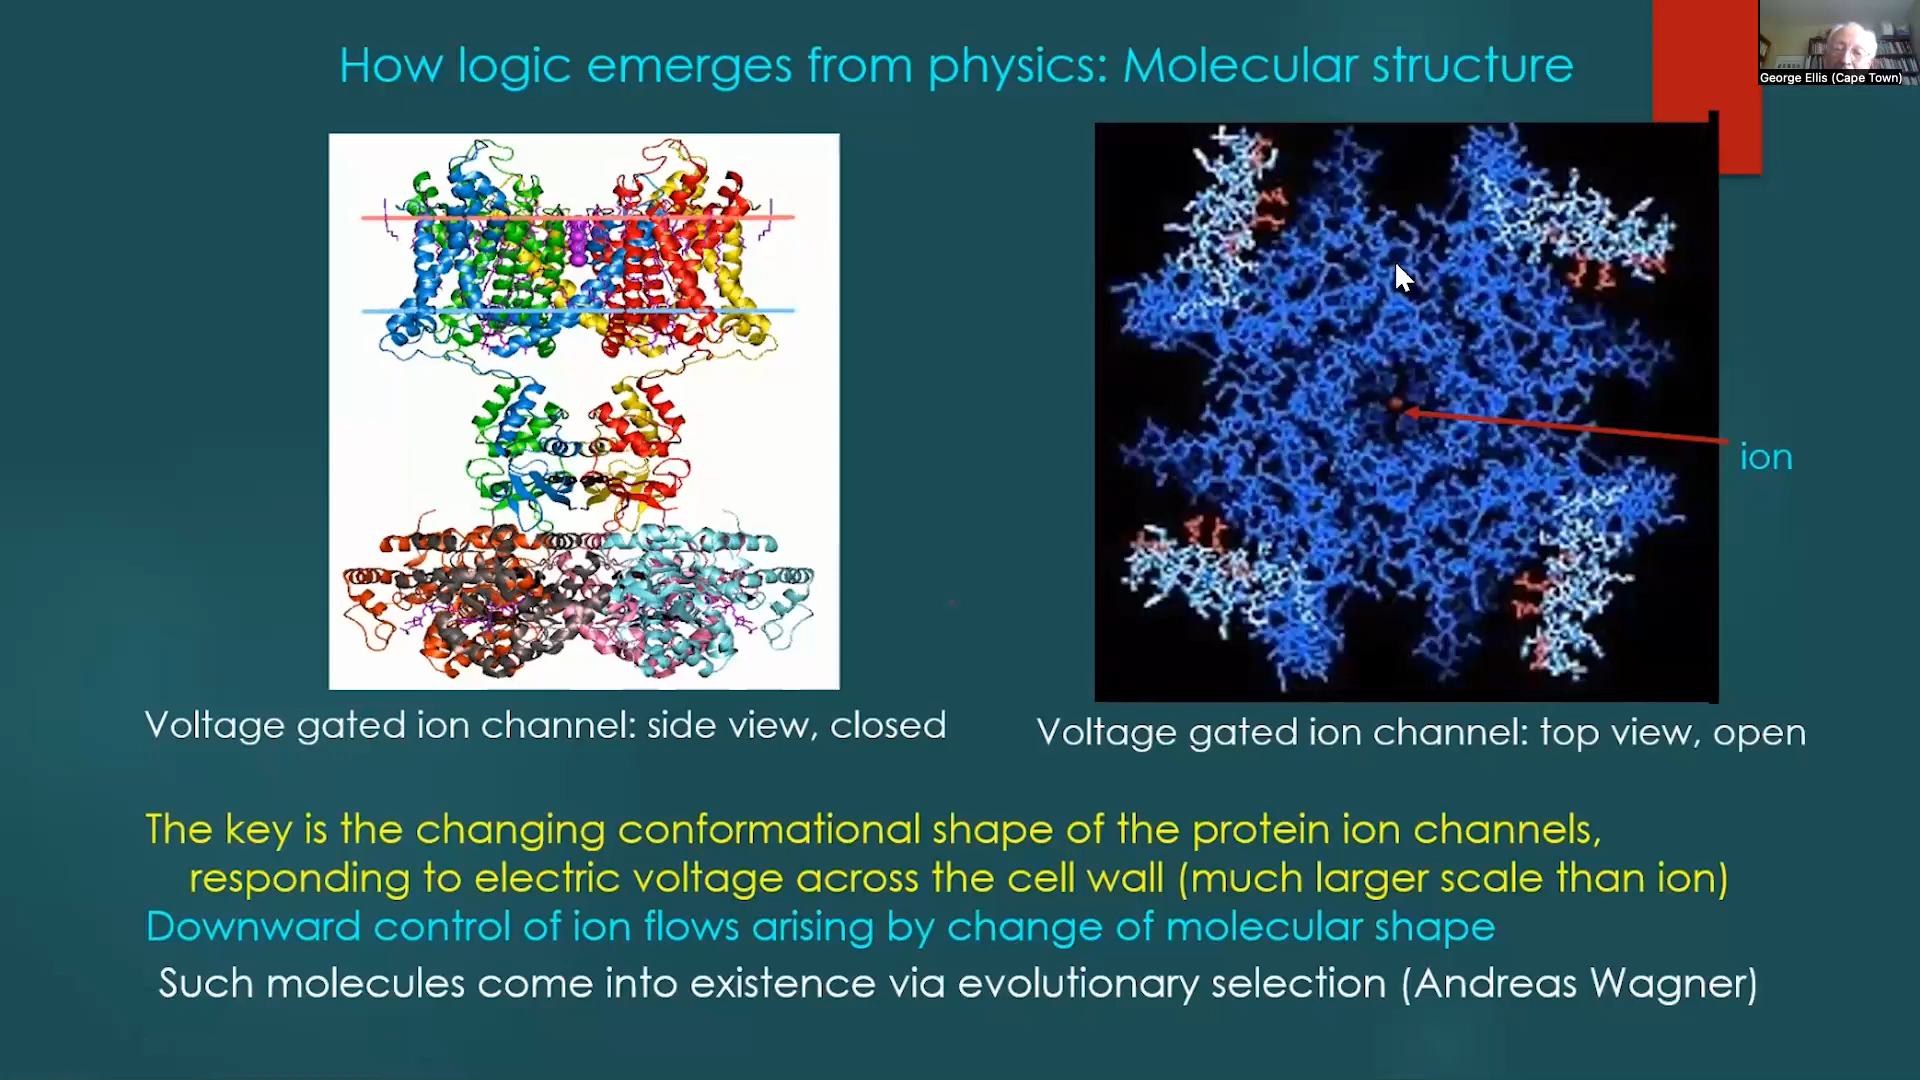 How logic emerges from physics: Molecular structure
George Ellis (Cape Town)
ion
Voltage gated ion channel: side view, closed
Voltage gated ion channel: top view, open
The key is the changing conformational shape of the protein ion channels,
responding to electric voltage across the cell wall (much larger scale than ion)
Downward control of ion flows arising by change of molecular shape
Such molecules come into existence via evolutionary selection (Andreas Wagner)